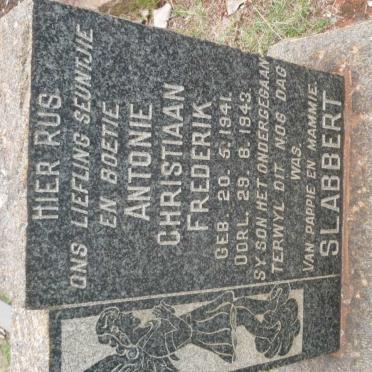 HIER RUS
ONS LIEFLING SEUNTJIE
EN BOETIE
ANTONIE
CHRISTIAAN
FREDERIK
GEB. 20. 5. 1941.
OORL. 29. 8. 1943.
SY SON HET ONDERGEGAAN
TERWYL DIT NOG DAG
WAS.
VAN PAPPIE EN MAMMIE.
SLABBERT